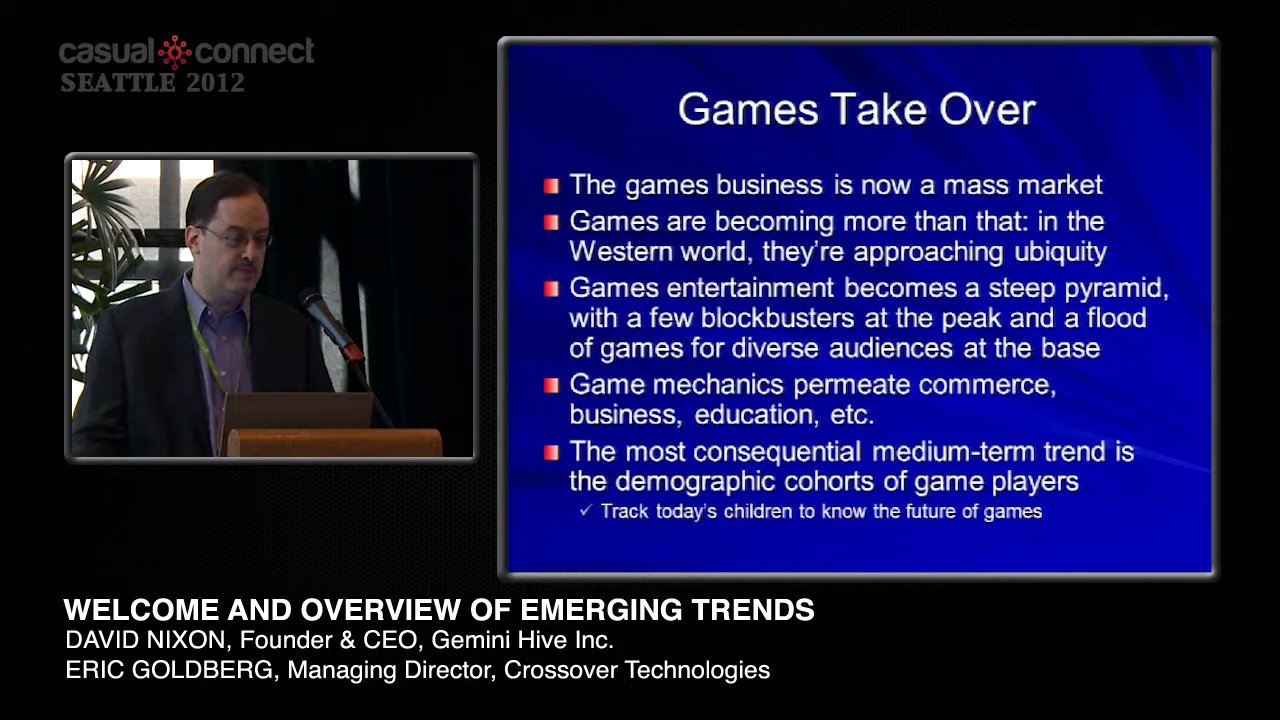 casual connect
SEATTLE 2012
Games Take Over
The games business is now a mass market
Games are becoming more than that: in the
Western world, they're approaching ubiquity
Games entertainment becomes a steep pyramid,
with a few blockbusters at the peak and a flood
of games for diverse audiences at the base
Game mechanics permeate commerce,
business, education, etc.
The most consequential medium-term trend is
the demographic cohorts of game players
✓ Track today's children to know the future of games
WELCOME AND OVERVIEW OF EMERGING TRENDS
DAVID NIXON, Founder & CEO, Gemini Hive Inc.
ERIC GOLDBERG, Managing Director, Crossover Technologies